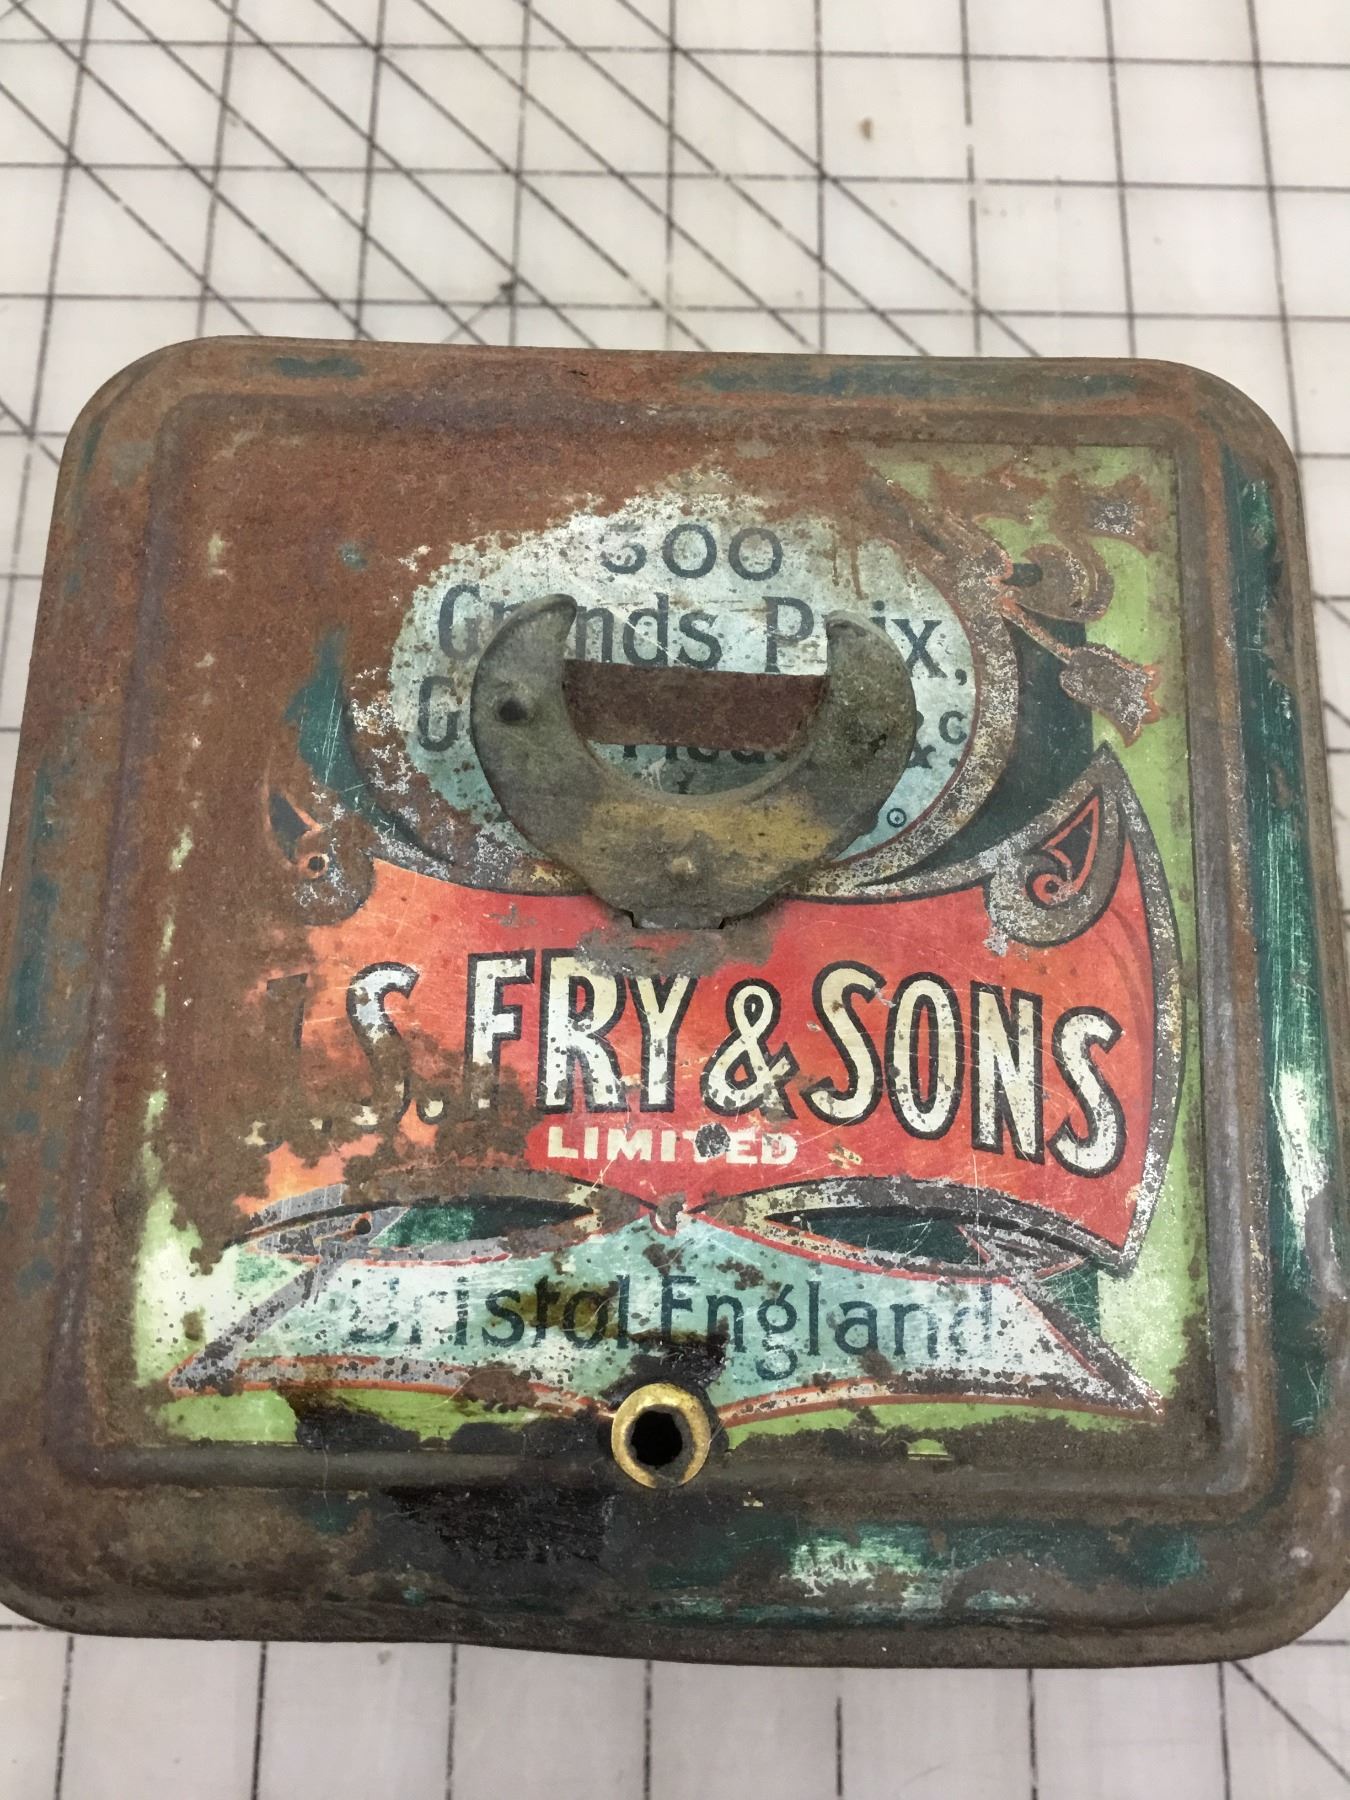 300
Grands Prix,
&c.
J.S. FRY & SONS
LIMITED
Bristol England